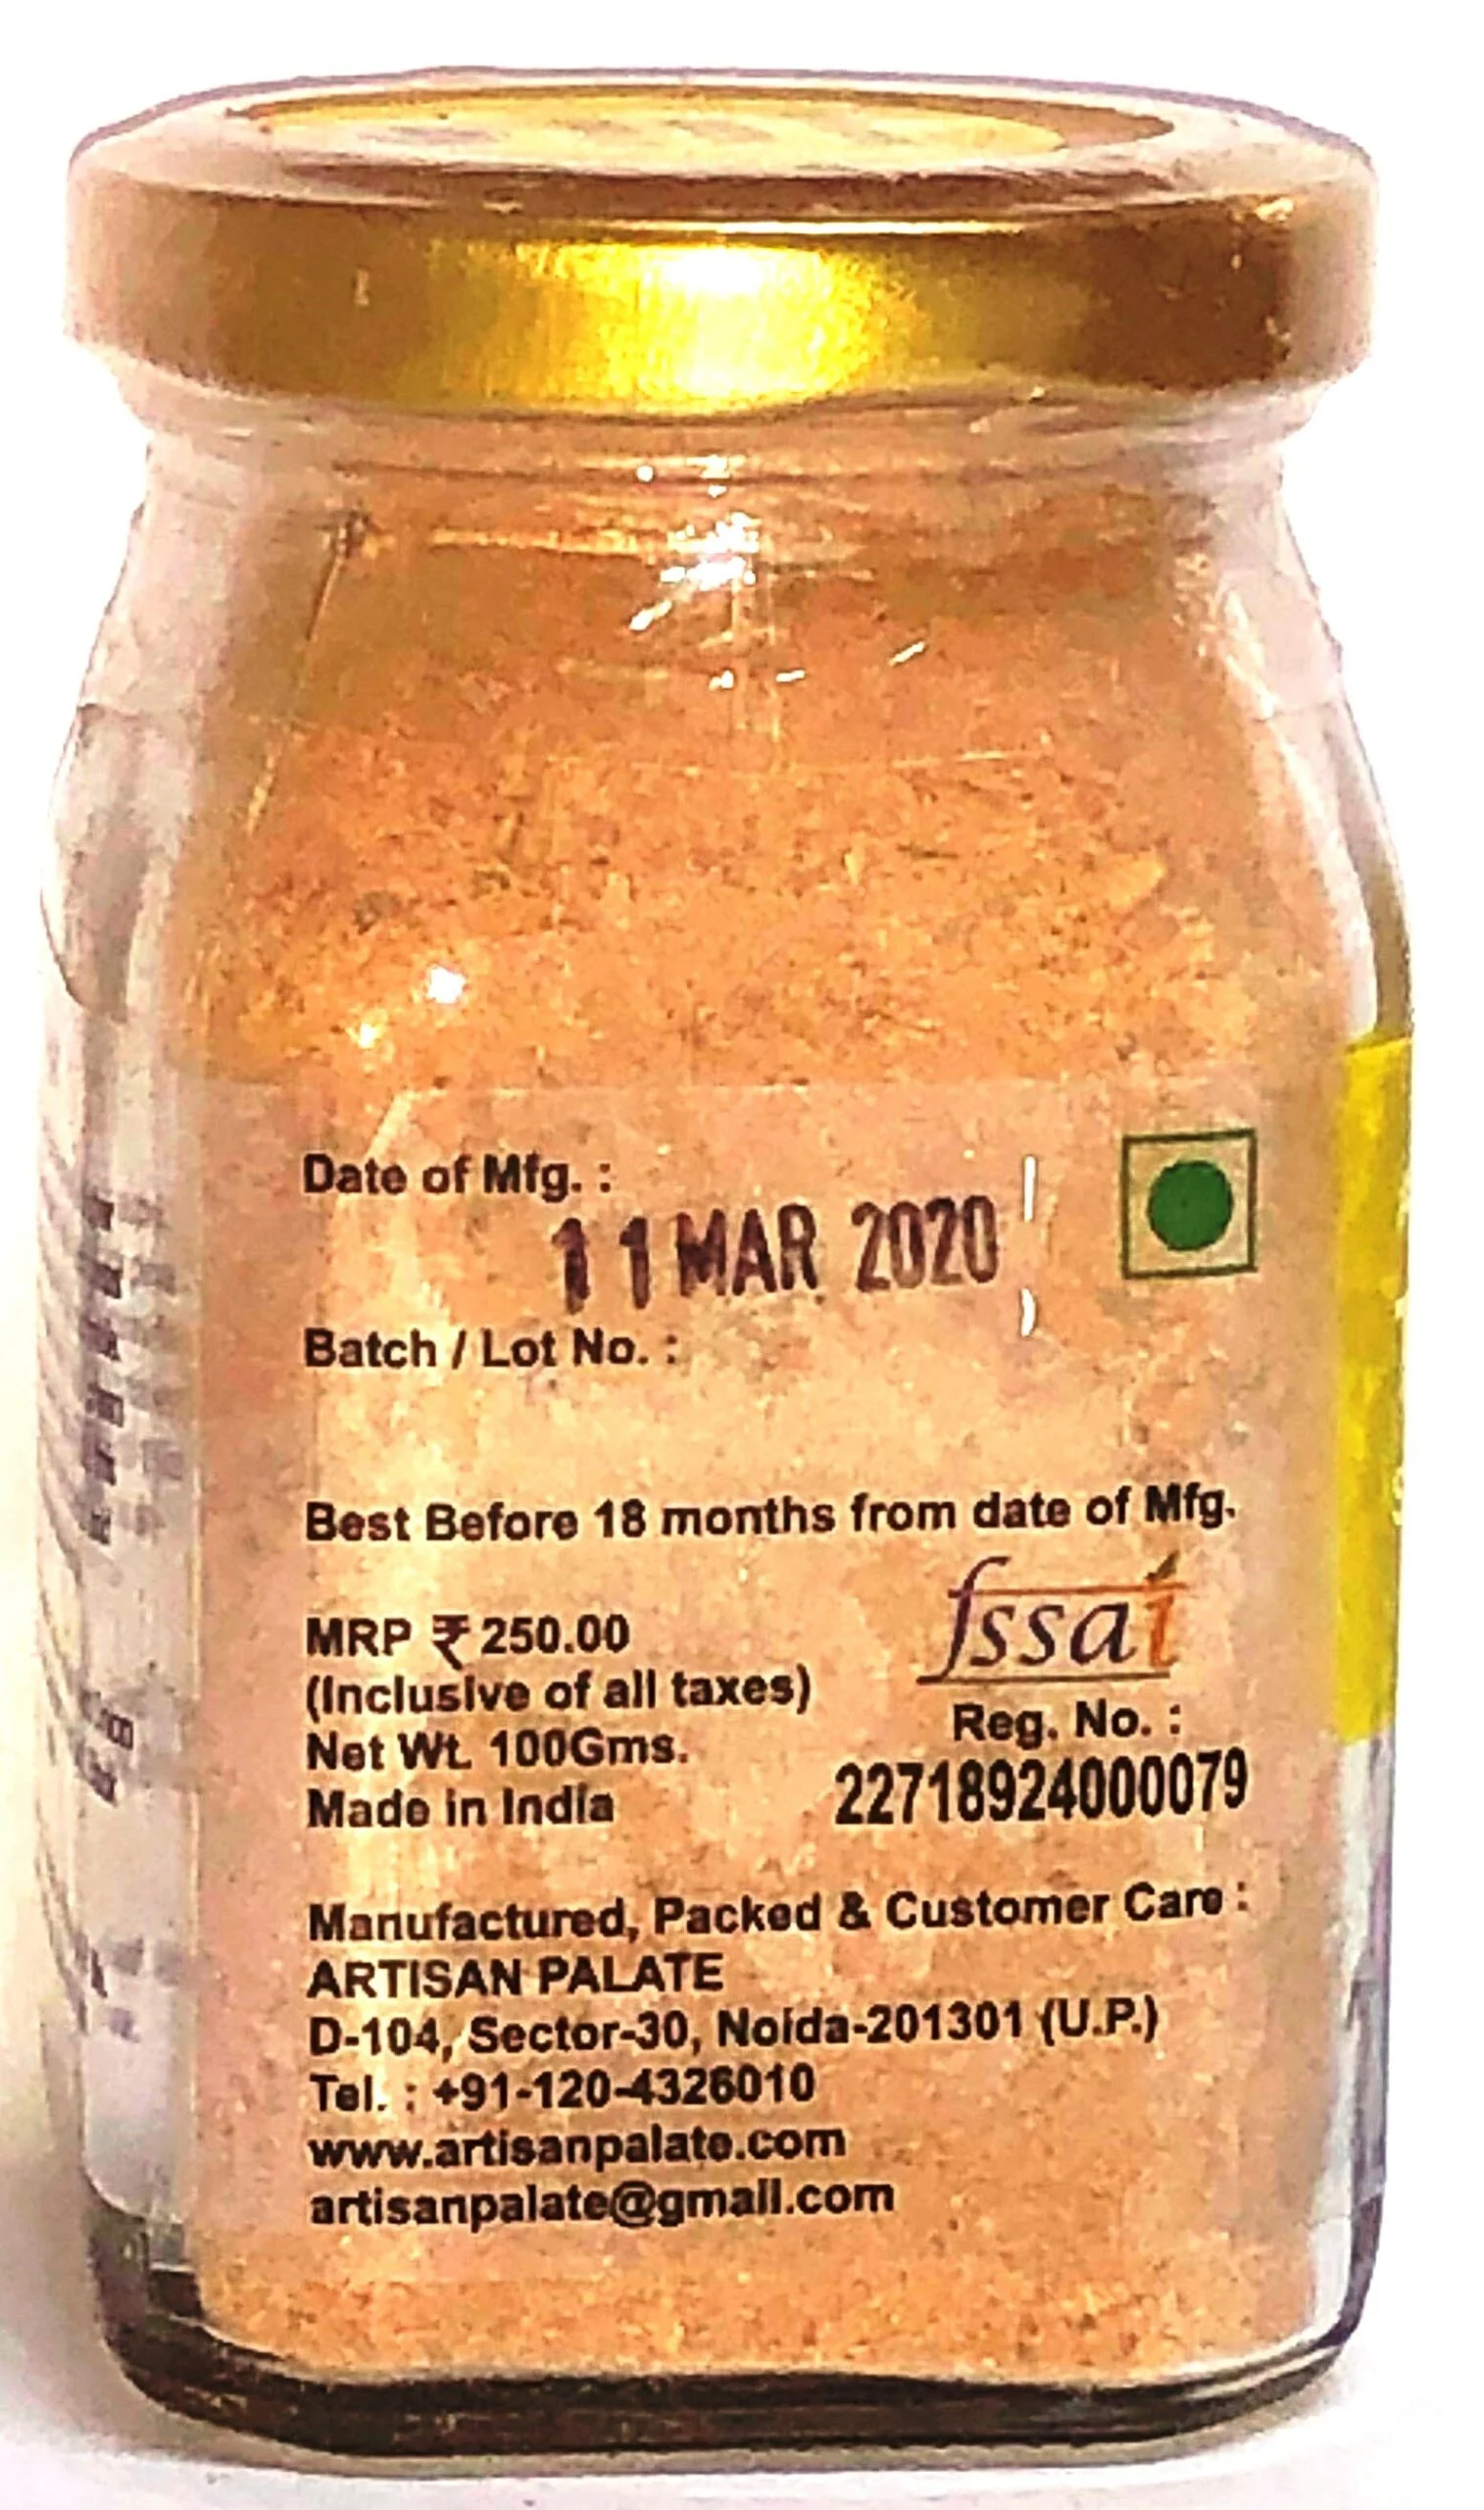 Date of Mfg. :
11 MAR 2020
Batch / Lot No. :
Best Before 18 months from date of Mfg.
fssai
MRP ₹ 250.00
(Inclusive of all taxes)
Reg. No. :
Net Wt. 100Gms.
22718924000079
Made in India
Manufactured, Packed & Customer Care :
ARTISAN PALATE
D-104, Sector-30, Noida-201301 (U.P.)
Tel. : +91-120-4326010
www.artisanpalate.com
artisanpalate@gmail.com